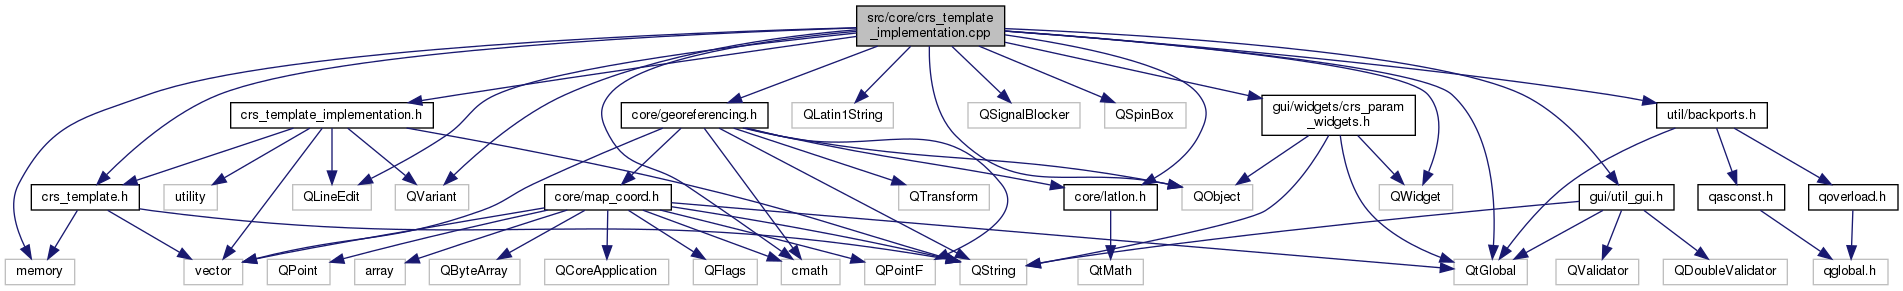 src/core/crs_template
_implementation.cpp
crs_template_implementation.h
core/georeferencing.h
QLatin1String
QSignalBlocker
QSpinBox
gui/widgets/crs_param
_widgets.h
util/backports.h
crs_template.h
utility
QLineEdit
QVariant
core/map_coord.h
QTransform
core/latlon.h
QObject
QWidget
gui/util_gui.h
qasconst.h
qoverload.h
memory
vector
QPoint
array
QByteArray
QCoreApplication
QFlags
cmath
QPointF
QString
QtMath
QtGlobal
QValidator
QDoubleValidator
qglobal.h